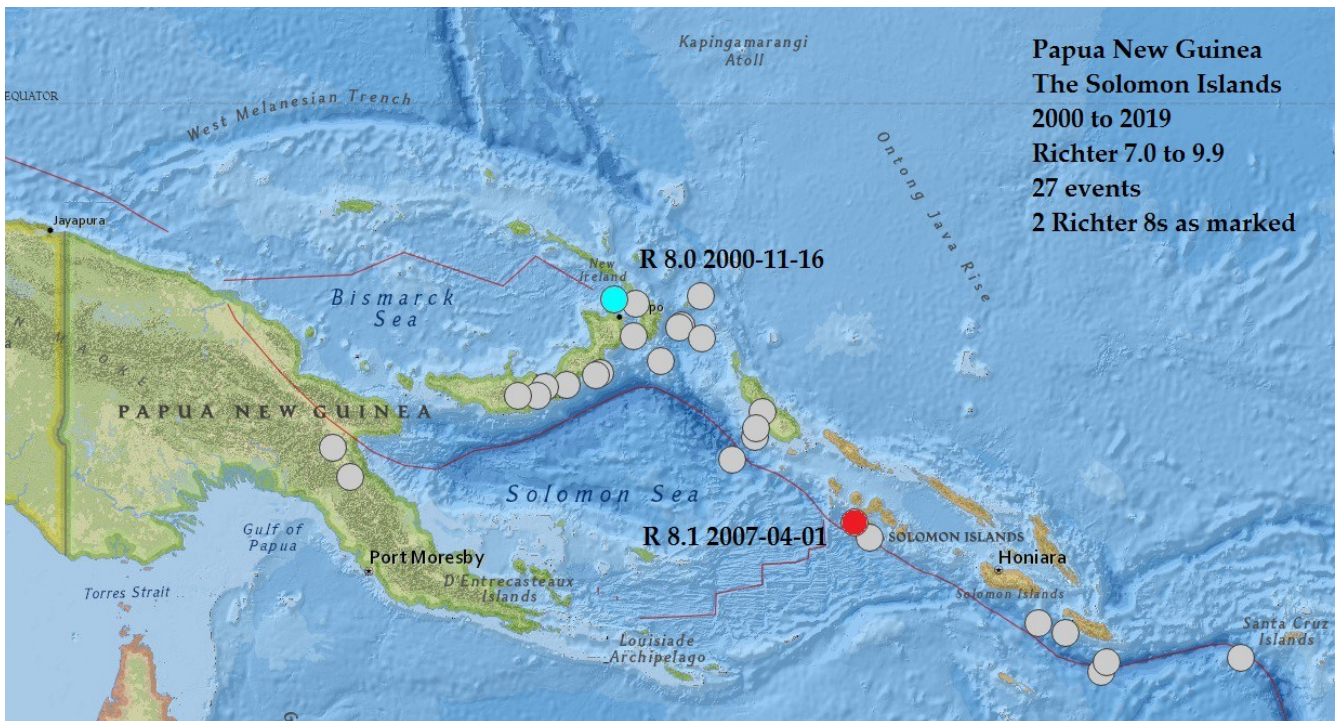 Kapingamarangi
Atoll
Papua New Guinea
The Solomon Islands
2000 to 2019
Richter 7.0 to 9.9
27 events
2 Richter 8s as marked
EQUATOR
West Melanesian Trench
Ontong Java Rise
Jayapura
New
Ireland
R 8.0 2000-11-16
Bismarck
Sea
po
MAOKE
PAPUA NEW GUINEA
Solomon Sea
Gulf of
Papua
R 8.1 2007-04-01
SOLOMON ISLANDS
Port Moresby
Honiara
D'Entrecasteaux
Islands
Torres Strait
Solomon Islands
Louisiade
Archipelago
Santa Cruz
Islands